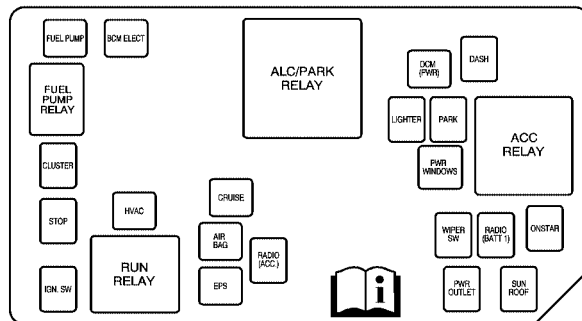 FUEL PUMP
BCM ELECT
FUEL
PUMP
RELAY
CLUSTER
STOP
IGN. SW
HVAC
RUN
RELAY
CRUISE
AIR
BAG
EPS
RADIO
(ACC.)
ALC/PARK
RELAY
DCM
(PWR)
DASH
LIGHTER
PARK
PWR
WINDOWS
ACC
RELAY
WIPER
SW
RADIO
(BATT 1)
ONSTAR
PWR
OUTLET
SUN
ROOF
i